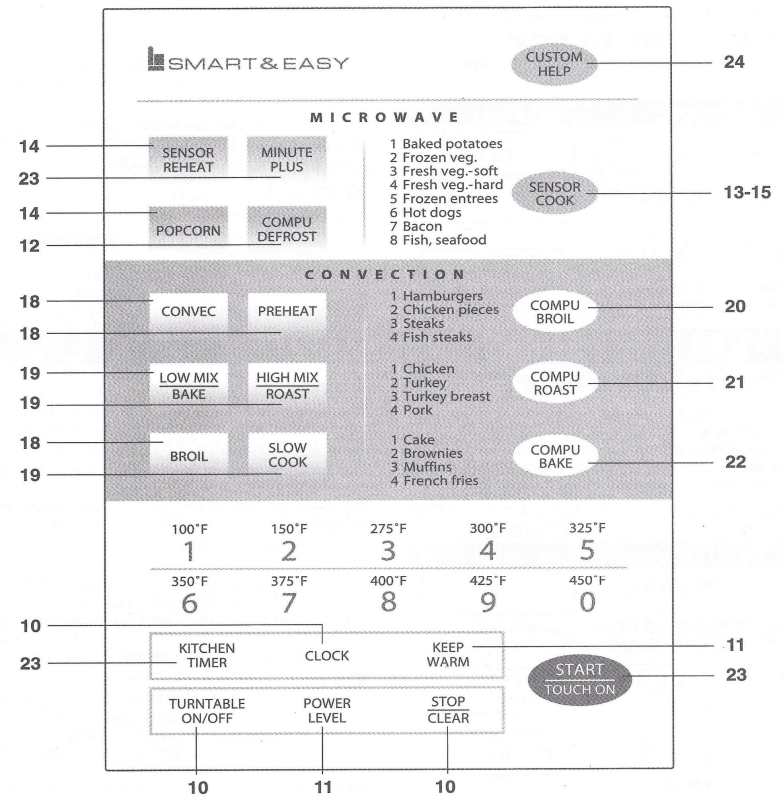 SMART & EASY
CUSTOM
HELP
24
MICROWAVE
14
SENSOR
REHEAT
MINUTE
PLUS
23
14
POPCORN
COMPU
DEFROST
12
1 Baked potatoes
2 Frozen veg.
3 Fresh veg.-soft
4 Fresh veg.-hard
5 Frozen entrees
6 Hot dogs
7 Bacon
8 Fish, seafood
SENSOR
COOK
13-15
CONVECTION
18
CONVEC
PREHEAT
18
1 Hamburgers
2 Chicken pieces
3 Steaks
4 Fish steaks
COMPU
BROIL
20
19
LOW MIX
BAKE
HIGH MIX
ROAST
19
1 Chicken
2 Turkey
3 Turkey breast
4 Pork
COMPU
ROAST
21
18
BROIL
SLOW
COOK
19
1 Cake
2 Brownies
3 Muffins
4 French fries
COMPU
BAKE
22
100°F 150°F 275°F 300°F 325°F
1 2 3 4 5
350°F 375°F 400°F 425°F 450°F
6 7 8 9 0
10
23
KITCHEN
TIMER
CLOCK
KEEP
WARM
11
START
TOUCH ON
23
TURNTABLE
ON/OFF
POWER
LEVEL
STOP
CLEAR
10 11 10